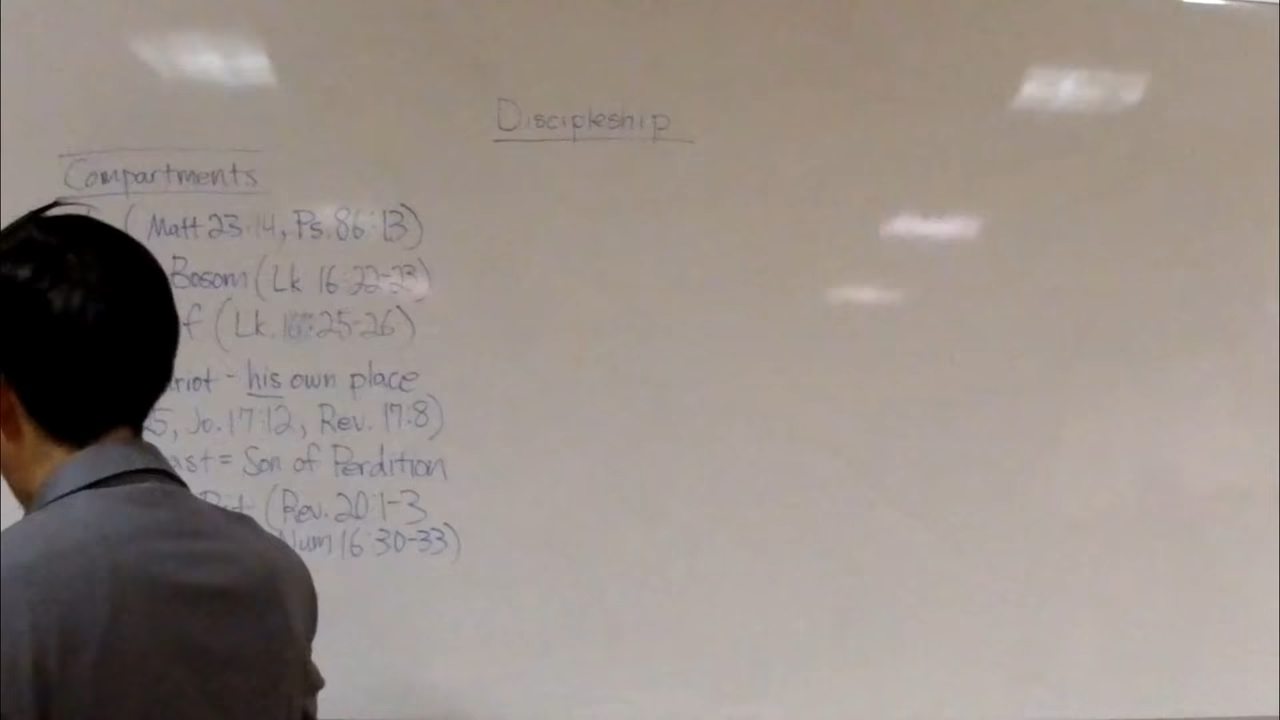 Discipleship
Compartments
(Matt 23:14, Ps. 86:13)
Bosom (Lk 16:22-23)
f (Lk. 16:25-26)
riot - his own place
5, Jo. 17:12, Rev. 17:8)
ast = Son of Perdition
Pit (Rev. 20:1-3
Num 16:30-33)